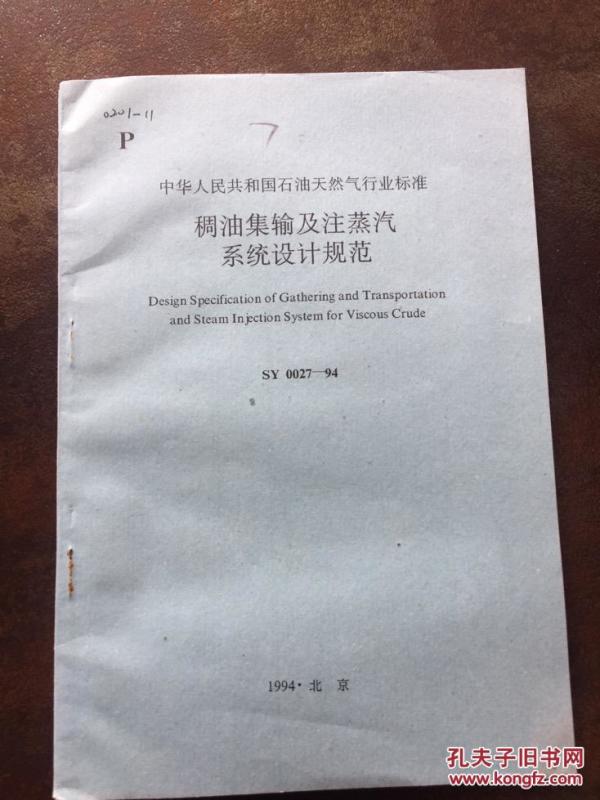 0201-11
P
中华人民共和国石油天然气行业标准
稠油集输及注蒸汽
系统设计规范
Design Specification of Gathering and Transportation
and Steam Injection System for Viscous Crude
SY 0027—94
1994·北 京
孔夫子旧书网
www.kongfz.com